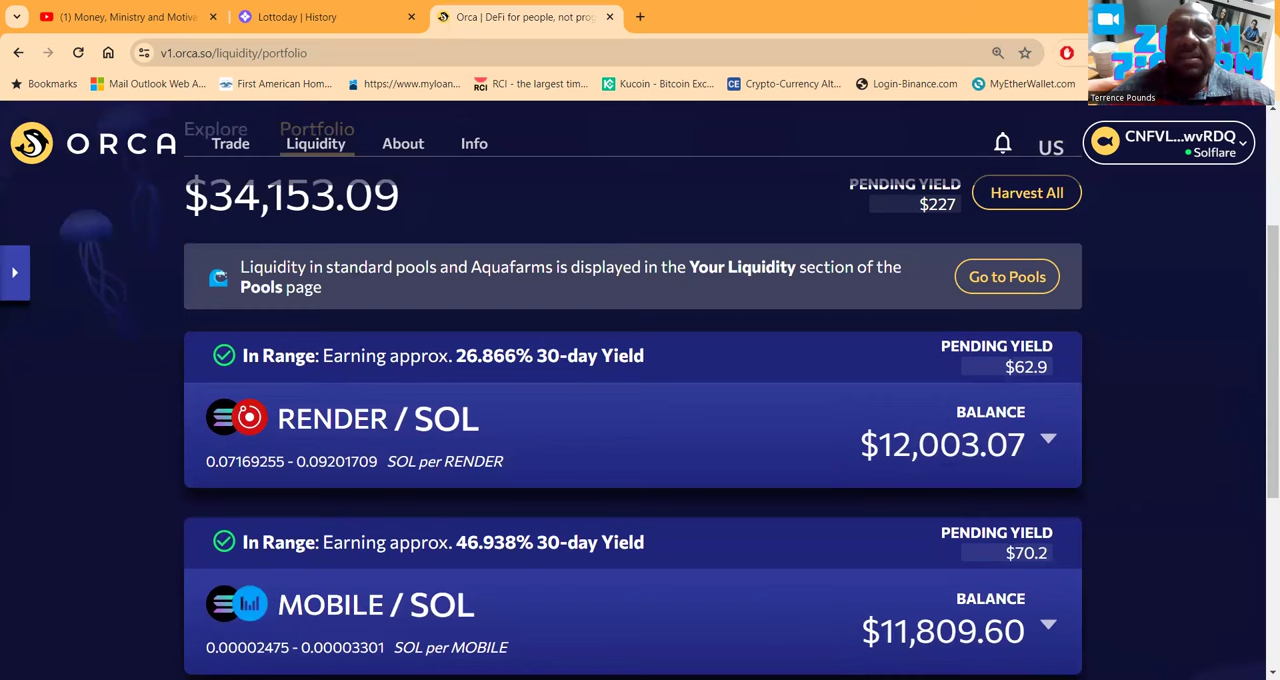 (1) Money, Ministry and Motiva
Lottoday | History
Orca | DeFi for people, not prog
v1.orca.so/liquidity/portfolio
Bookmarks
Mail Outlook Web A...
First American Hom...
https://www.myloan...
RCI
RCI - the largest tim...
Kucoin - Bitcoin Exc...
CE
Crypto-Currency Alt...
Login-Binance.com
MyEtherWallet.com
Terrence Pounds
ORCA
Explore
Portfolio
Trade
Liquidity
About
Info
US
CNFVL...wvRDQ
Solflare
$34,153.09
PENDING YIELD
$227
Harvest All
Liquidity in standard pools and Aquafarms is displayed in the Your Liquidity section of the
Pools page
Go to Pools
In Range: Earning approx. 26.866% 30-day Yield
PENDING YIELD
$62.9
RENDER / SOL
BALANCE
$12,003.07
0.07169255 - 0.09201709 SOL per RENDER
In Range: Earning approx. 46.938% 30-day Yield
PENDING YIELD
$70.2
MOBILE / SOL
BALANCE
$11,809.60
0.00002475 - 0.00003301 SOL per MOBILE